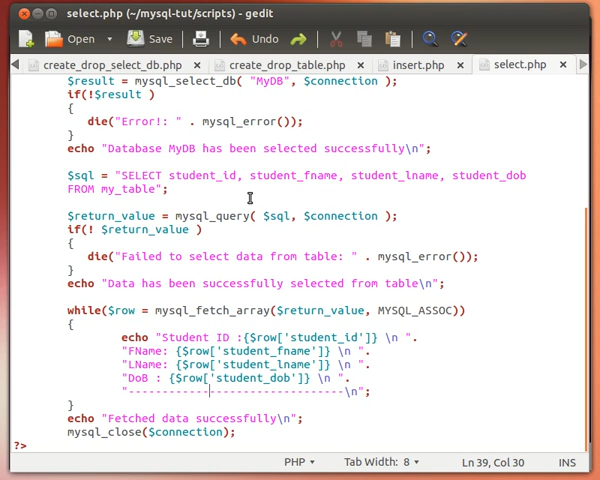 select.php (~/mysql-tut/scripts) - gedit
Open Save Undo
create_drop_select_db.php × create_drop_table.php × insert.php × select.php ×
$result = mysql_select_db( "MyDB", $connection );
if(!$result )
{
die("Error!: " . mysql_error());
}
echo "Database MyDB has been selected successfully\n";
$sql = "SELECT student_id, student_fname, student_lname, student_dob
FROM my_table";
$return_value = mysql_query( $sql, $connection );
if(! $return_value )
{
die("Failed to select data from table: " . mysql_error());
}
echo "Data has been successfully selected from table\n";
while($row = mysql_fetch_array($return_value, MYSQL_ASSOC))
{
echo "Student ID :{$row['student_id']} \n ".
"FName: {$row['student_fname']} \n ".
"LName: {$row['student_lname']} \n ".
"DoB : {$row['student_dob']} \n ".
"--------------------------------\n";
}
echo "Fetched data successfully\n";
mysql_close($connection);
?>
PHP Tab Width: 8 Ln 39, Col 30 INS